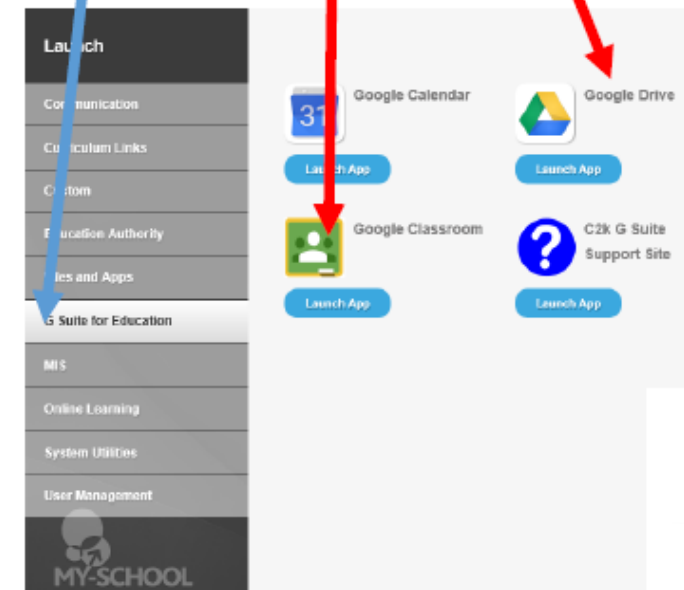 Launch
Communication
Curriculum Links
Custom
Education Authority
Files and Apps
G Suite for Education
MIS
Online Learning
System Utilities
User Management
MY-SCHOOL
31
Google Calendar
Launch App
Google Drive
Launch App
Google Classroom
Launch App
?
C2k G Suite
Support Site
Launch App